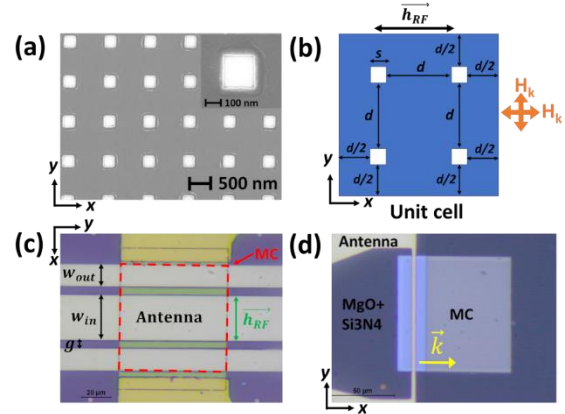 (a)
100 nm
500 nm
y
x
(b)
h_RF
d/2
s
d
d/2
d
d
H_k
H_k
d/2
d
d/2
d/2
d/2
y
x
Unit cell
(c)
y
x
MC
w_out
w_in
Antenna
h_RF
g
20 µm
(d)
Antenna
MgO+
Si3N4
MC
k
50 µm
y
x